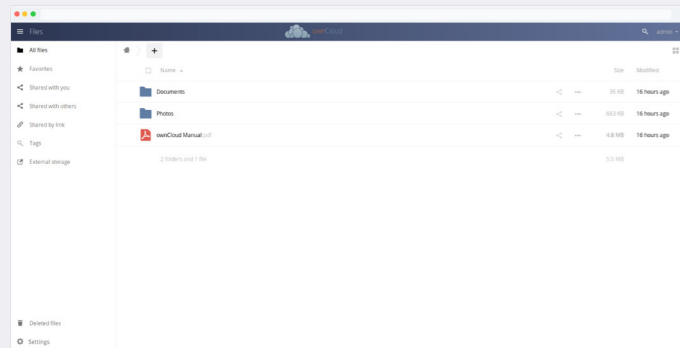 Files
ownCloud
admin
All files
Favorites
Shared with you
Shared with others
Shared by link
Tags
External storage
Deleted files
Settings
+
Name
Size Modified
Documents 35 KB 16 hours ago
Photos 663 KB 16 hours ago
ownCloud Manual.pdf 4.8 MB 16 hours ago
2 folders and 1 file 5.5 MB